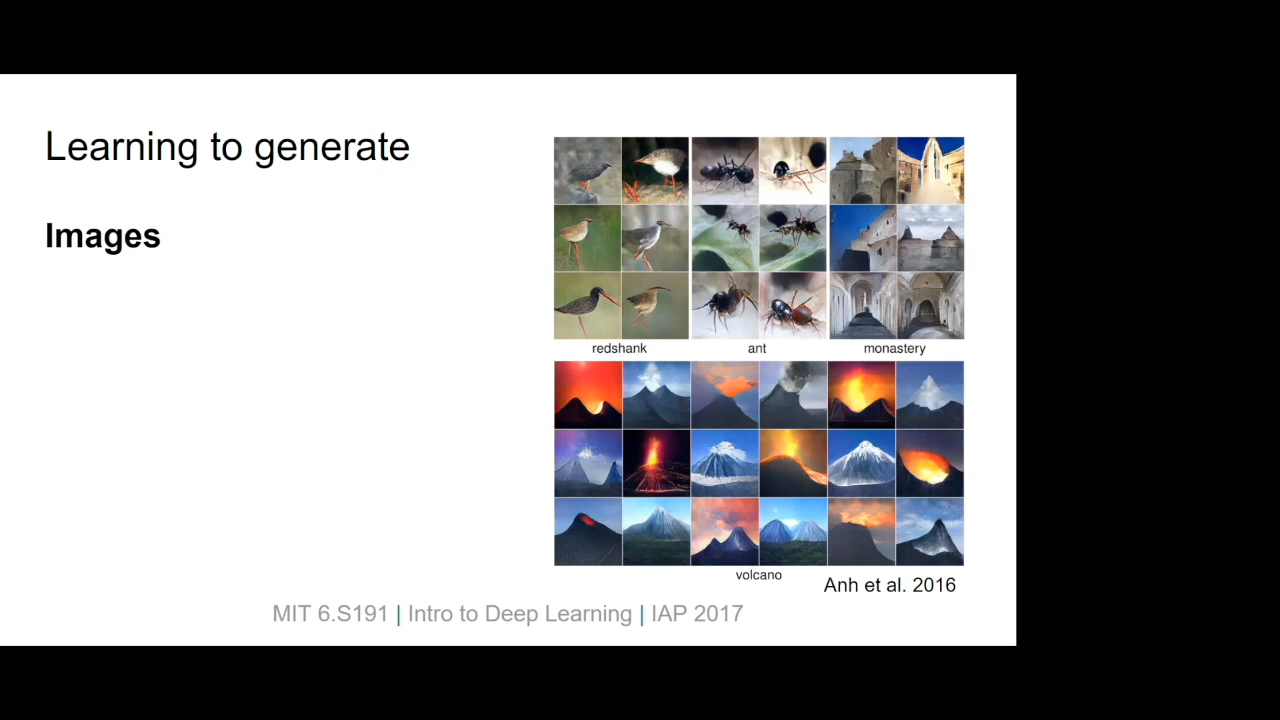 Learning to generate
Images
redshank ant monastery
volcano
Anh et al. 2016
MIT 6.S191 | Intro to Deep Learning | IAP 2017